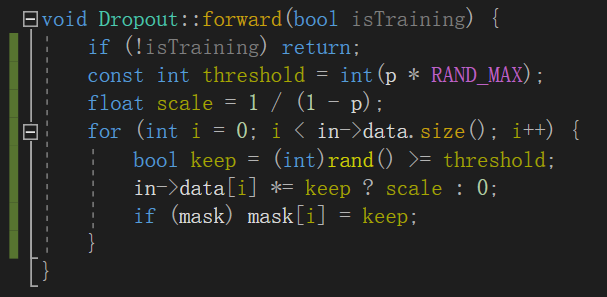 void Dropout::forward(bool isTraining) {
    if (!isTraining) return;
    const int threshold = int(p * RAND_MAX);
    float scale = 1 / (1 - p);
    for (int i = 0; i < in->data.size(); i++) {
        bool keep = (int)rand() >= threshold;
        in->data[i] *= keep ? scale : 0;
        if (mask) mask[i] = keep;
    }
}